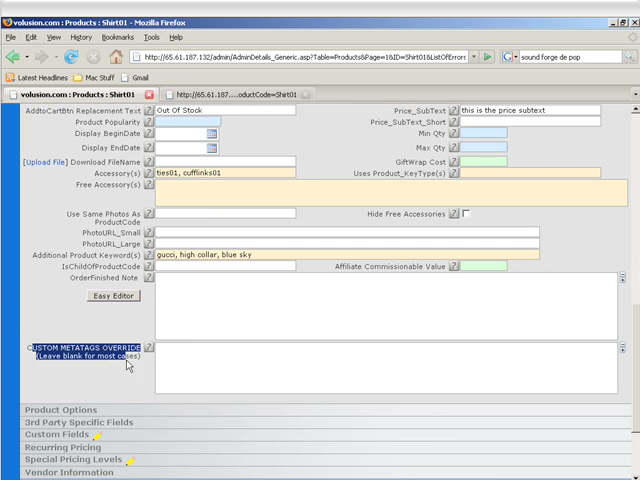 volusion.com : Products : Shirt01 - Mozilla Firefox
File Edit View History Bookmarks Tools Help
http://65.61.187.132/admin/AdminDetails_Generic.asp?Table=Products&Page=1&ID=Shirt01&ListOfErrors
sound forge de pop
Latest Headlines Mac Stuff Gmail
volusion.com : Products : Shirt01
http://65.61.187....oductCode=Shirt01
AddtoCartBtn Replacement Text ? Out Of Stock Price_SubText ? this is the price subtext
Product Popularity ? Price_SubText_Short ?
Display BeginDate ? Min Qty ?
Display EndDate ? Max Qty ?
[Upload File] Download FileName ? GiftWrap Cost ?
Accessory(s) ? ties01, cufflinks01 Uses Product_KeyType(s) ?
Free Accessory(s) ?
Use Same Photos As ProductCode ? Hide Free Accessories ?
PhotoURL_Small ?
PhotoURL_Large ?
Additional Product Keyword(s) ? gucci, high collar, blue sky
IsChildOfProductCode ? Affiliate Commissionable Value ?
OrderFinished Note ?
Easy Editor
CUSTOM METATAGS OVERRIDE ?
(Leave blank for most cases)
Product Options
3rd Party Specific Fields
Custom Fields
Recurring Pricing
Special Pricing Levels
Vendor Information